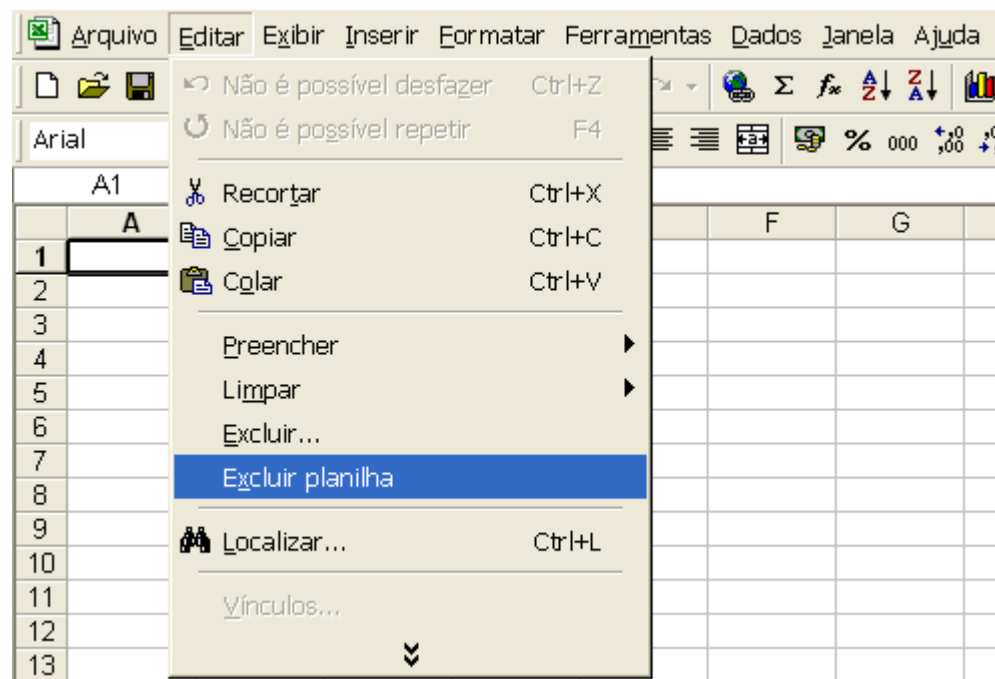 Arquivo Editar Exibir Inserir Formatar Ferramentas Dados Janela Ajuda
Não é possível desfazer Ctrl+Z
Σ fx A Z Z A
Não é possível repetir F4
Arial
% 000 ,00
A1
Recortar Ctrl+X
A F G
Copiar Ctrl+C
1
Colar Ctrl+V
2
3
Preencher
4
Limpar
5
6
Excluir...
7
Excluir planilha
8
9
Localizar... Ctrl+L
10
11
Vínculos...
12
13